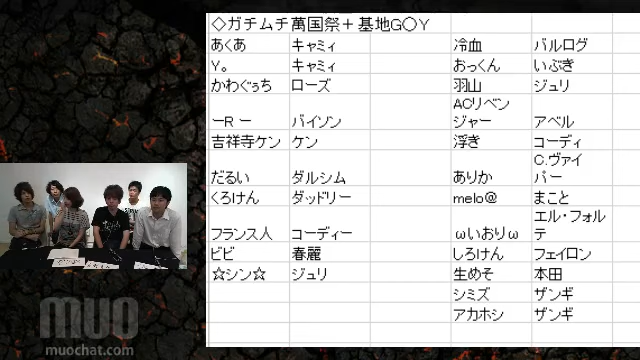 ◇ガチムチ萬国祭＋基地G○Y
あくあ キャミィ 冷血 バルログ
Y。 キャミィ おっくん いぶき
かわぐぅち ローズ 羽山 ジュリ
ーR ー バイソン ACリベンジャー アベル
吉祥寺ケン ケン 浮き コーディ
だるい ダルシム ありか C.ヴァイパー
くろけん ダッドリー melo@ まこと
フランス人 コーディー ωいおりω エル・フォルテ
ビビ 春麗 しろけん フェイロン
☆シン☆ ジュリ 生めそ 本田
シミズ ザンギ
アカホシ ザンギ
muo
muochat.com